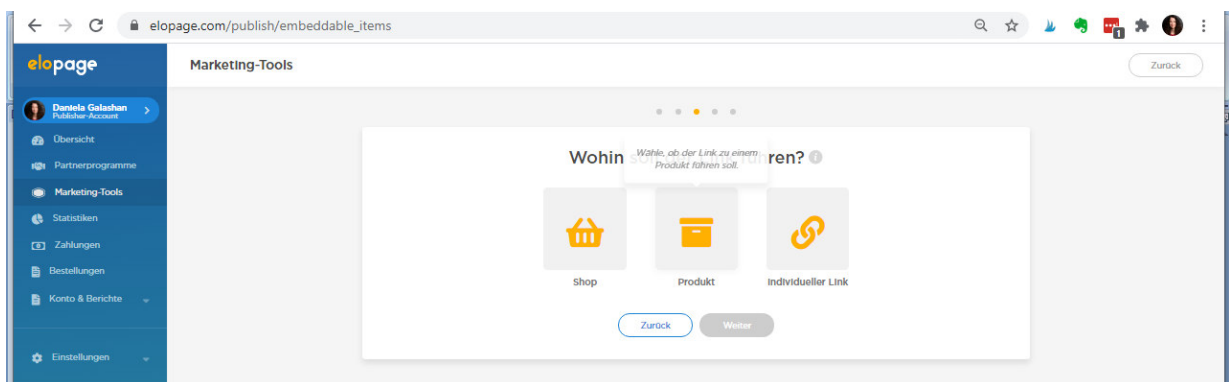 elopage.com/publish/embeddable_items
1
elopage
Marketing-Tools
Zurück
Daniela Galashan
Publisher-Account
Übersicht
Partnerprogramme
Marketing-Tools
Statistiken
Zahlungen
Bestellungen
Konto & Berichte
Einstellungen
Wohin ren?
Wähle, ob der Link zu einem
Produkt führen soll.
Shop
Produkt
Individueller Link
Zurück
Weiter